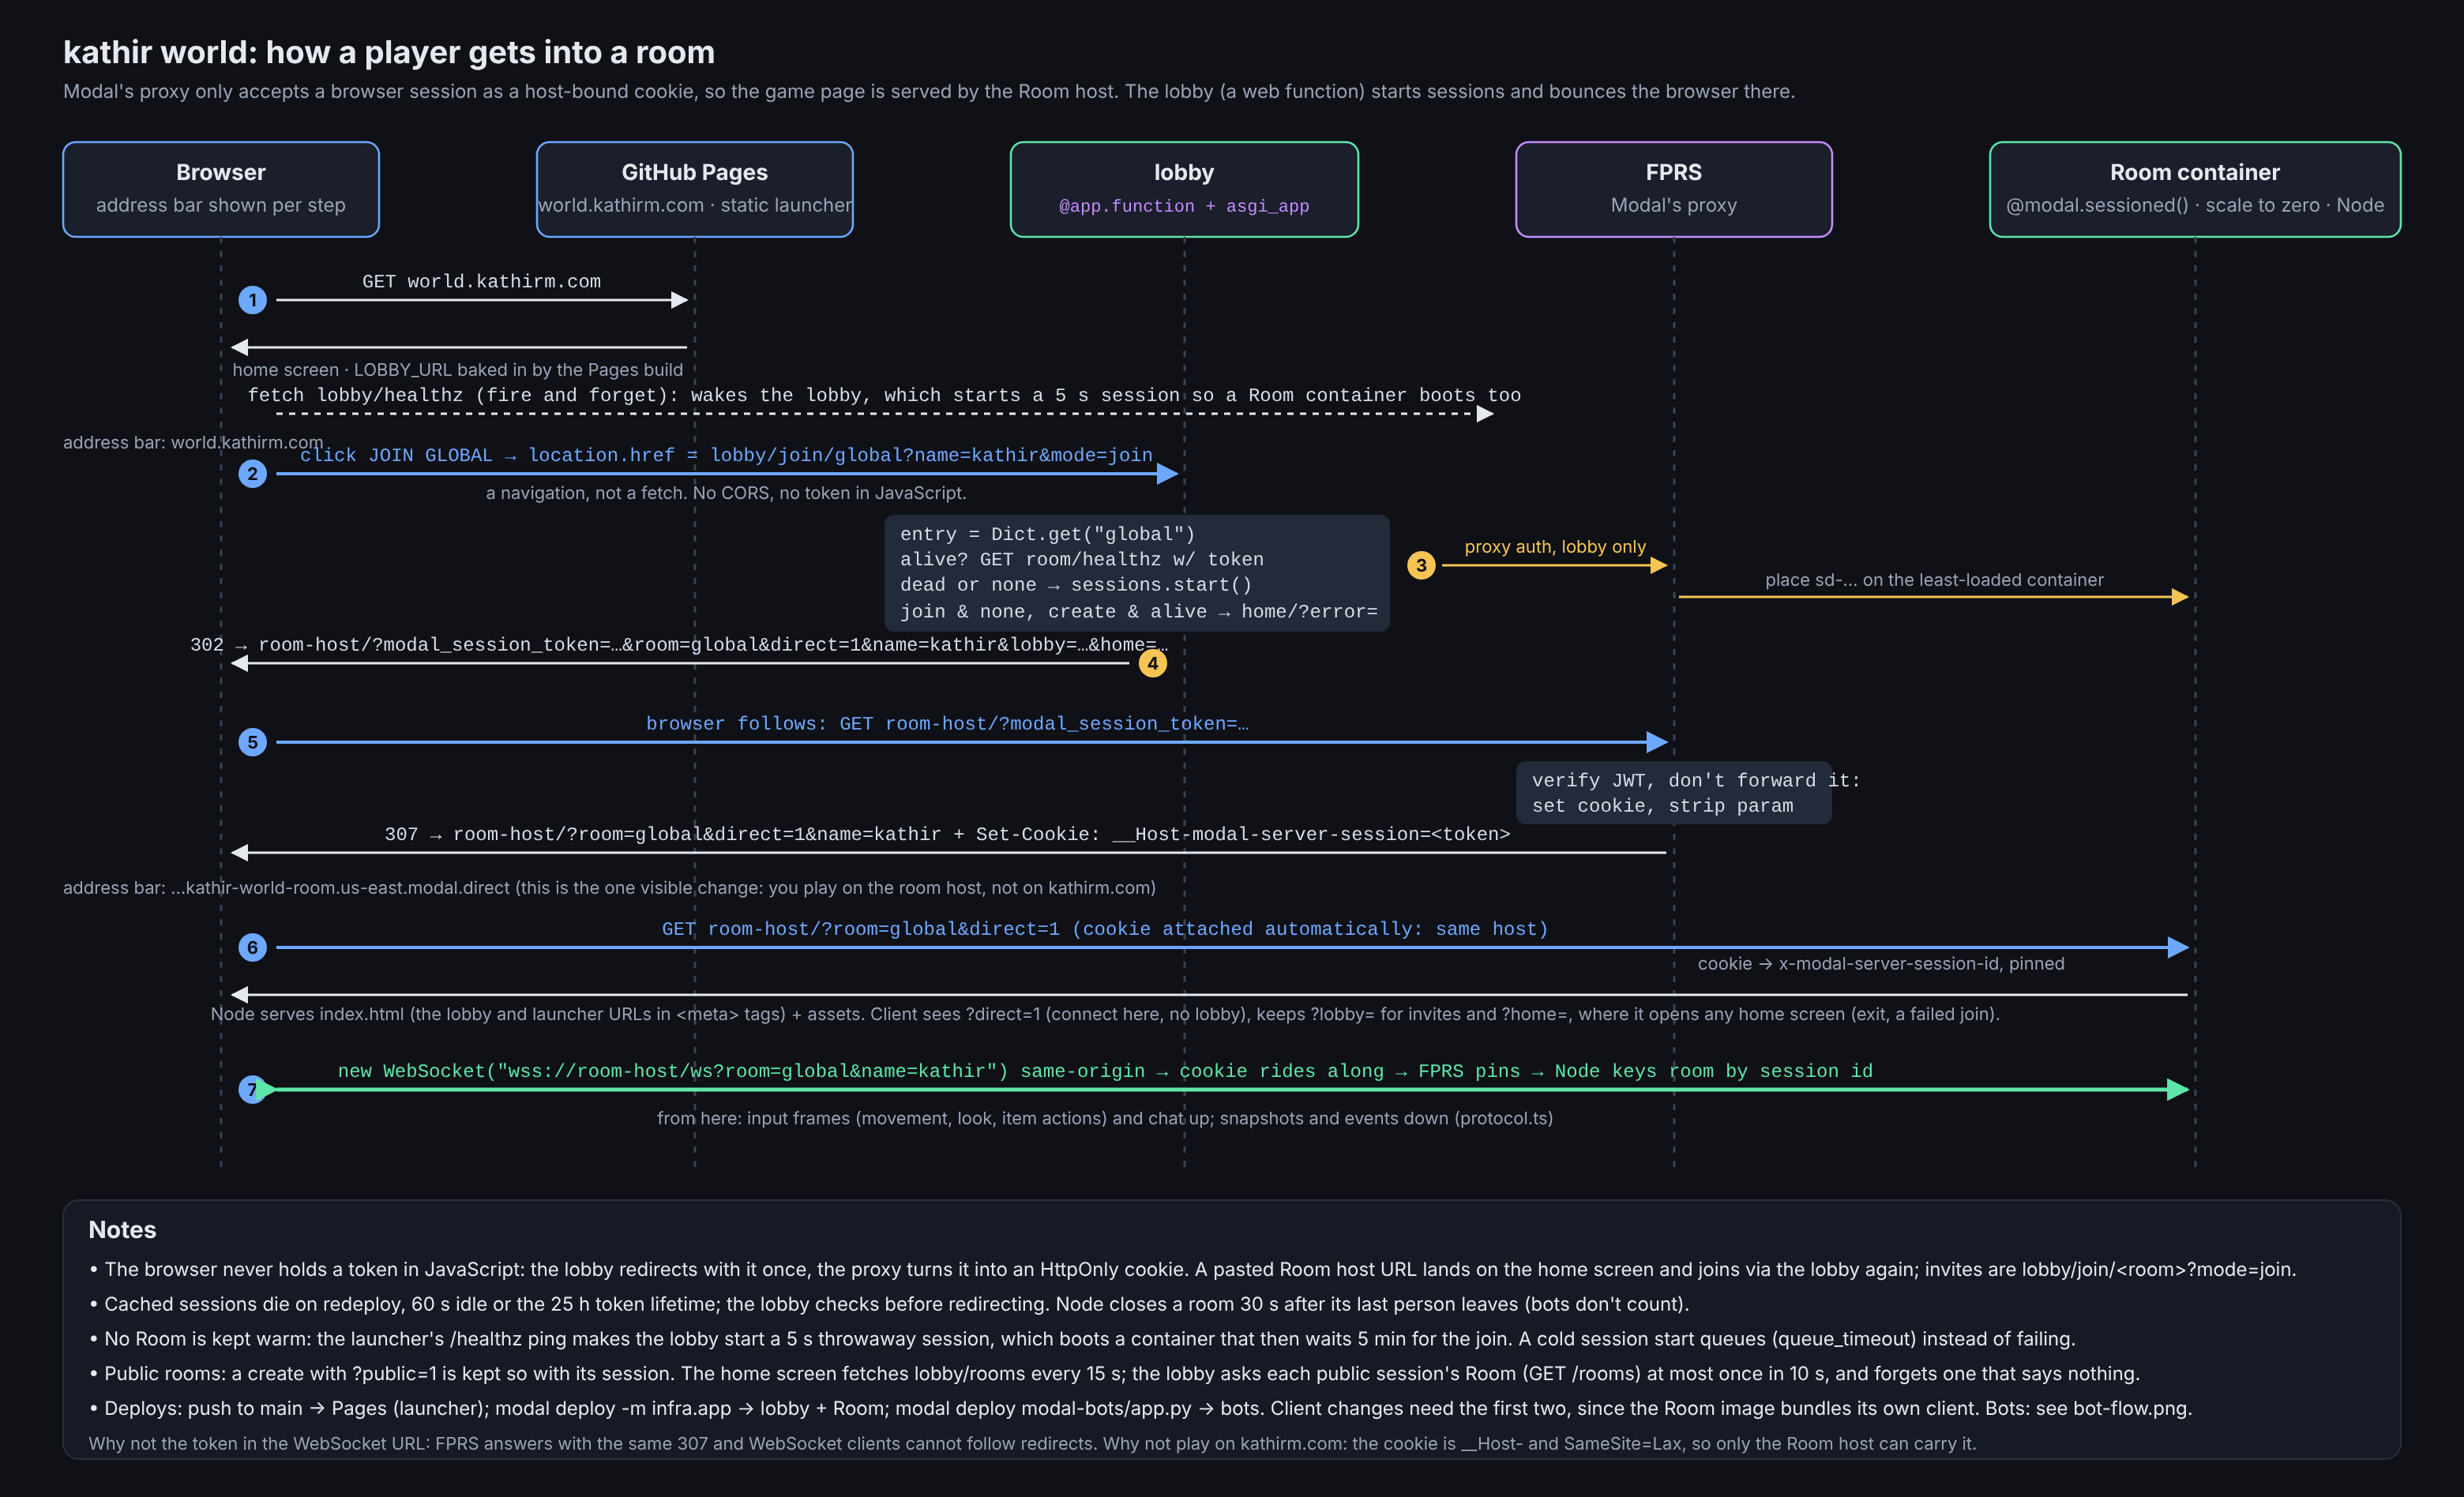 kathir world: how a player gets into a room
Modal's proxy only accepts a browser session as a host-bound cookie, so the game page is served by the Room host. The lobby (a web function) starts sessions and bounces the browser there.
Browser
address bar shown per step
GitHub Pages
world.kathirm.com · static launcher
lobby
@app.function + asgi_app
FPRS
Modal's proxy
Room container
@modal.sessioned() · scale to zero · Node
1
GET world.kathirm.com
home screen · LOBBY_URL baked in by the Pages build
fetch lobby/healthz (fire and forget): wakes the lobby, which starts a 5 s session so a Room container boots too
address bar: world.kathirm.com
2
click JOIN GLOBAL → location.href = lobby/join/global?name=kathir&mode=join
a navigation, not a fetch. No CORS, no token in JavaScript.
entry = Dict.get("global")
alive? GET room/healthz w/ token
dead or none → sessions.start()
join & none, create & alive → home/?error=
3
proxy auth, lobby only
place sd-... on the least-loaded container
302 → room-host/?modal_session_token=…&room=global&direct=1&name=kathir&lobby=…&home=…
4
5
browser follows: GET room-host/?modal_session_token=…
verify JWT, don't forward it:
set cookie, strip param
307 → room-host/?room=global&direct=1&name=kathir + Set-Cookie: __Host-modal-server-session=<token>
address bar: ...kathir-world-room.us-east.modal.direct (this is the one visible change: you play on the room host, not on kathirm.com)
6
GET room-host/?room=global&direct=1 (cookie attached automatically: same host)
cookie → x-modal-server-session-id, pinned
Node serves index.html (the lobby and launcher URLs in <meta> tags) + assets. Client sees ?direct=1 (connect here, no lobby), keeps ?lobby= for invites and ?home=, where it opens any home screen (exit, a failed join).
7
new WebSocket("wss://room-host/ws?room=global&name=kathir") same-origin → cookie rides along → FPRS pins → Node keys room by session id
from here: input frames (movement, look, item actions) and chat up; snapshots and events down (protocol.ts)
Notes
• The browser never holds a token in JavaScript: the lobby redirects with it once, the proxy turns it into an HttpOnly cookie. A pasted Room host URL lands on the home screen and joins via the lobby again; invites are lobby/join/<room>?mode=join.
• Cached sessions die on redeploy, 60 s idle or the 25 h token lifetime; the lobby checks before redirecting. Node closes a room 30 s after its last person leaves (bots don't count).
• No Room is kept warm: the launcher's /healthz ping makes the lobby start a 5 s throwaway session, which boots a container that then waits 5 min for the join. A cold session start queues (queue_timeout) instead of failing.
• Public rooms: a create with ?public=1 is kept so with its session. The home screen fetches lobby/rooms every 15 s; the lobby asks each public session's Room (GET /rooms) at most once in 10 s, and forgets one that says nothing.
• Deploys: push to main → Pages (launcher); modal deploy -m infra.app → lobby + Room; modal deploy modal-bots/app.py → bots. Client changes need the first two, since the Room image bundles its own client. Bots: see bot-flow.png.
Why not the token in the WebSocket URL: FPRS answers with the same 307 and WebSocket clients cannot follow redirects. Why not play on kathirm.com: the cookie is __Host- and SameSite=Lax, so only the Room host can carry it.